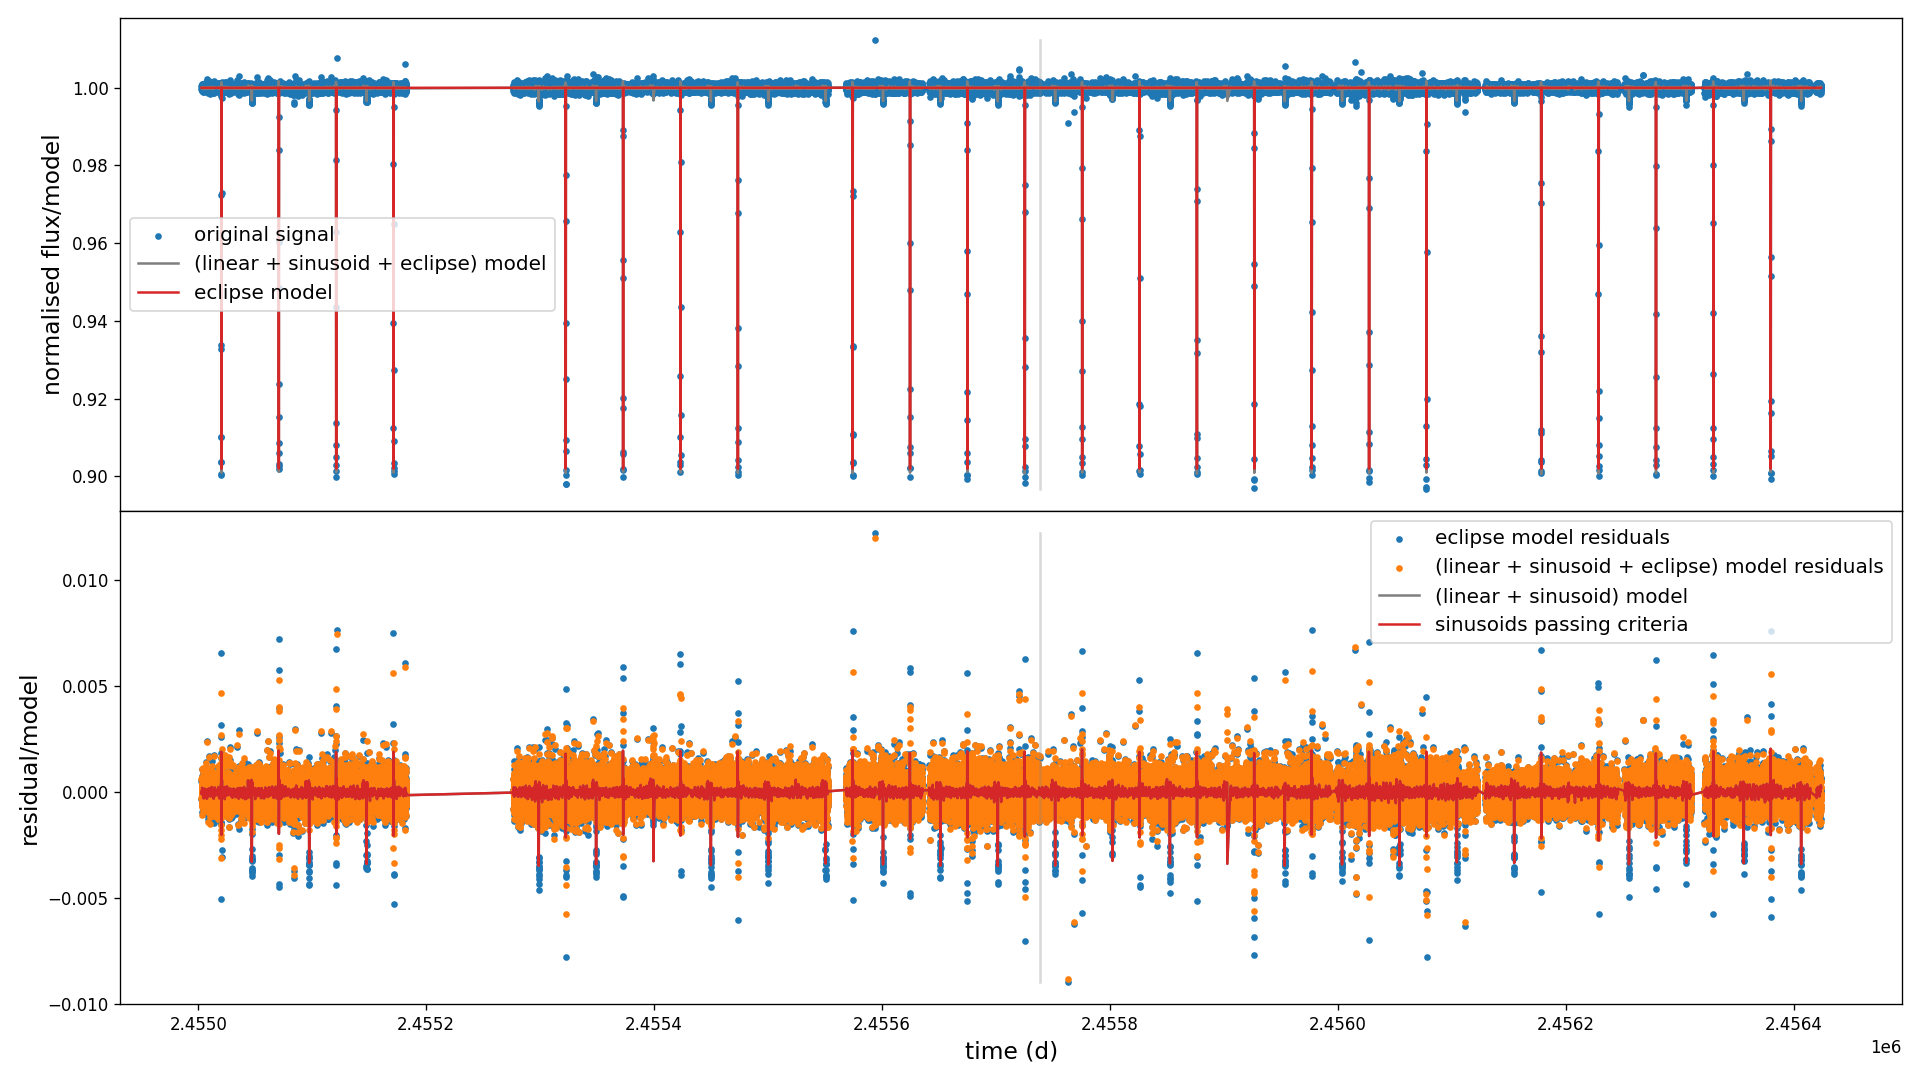 normalised flux/model
1.00
0.98
0.96
0.94
0.92
0.90
original signal
(linear + sinusoid + eclipse) model
eclipse model
residual/model
0.010
0.005
0.000
−0.005
−0.010
eclipse model residuals
(linear + sinusoid + eclipse) model residuals
(linear + sinusoid) model
sinusoids passing criteria
2.4550
2.4552
2.4554
2.4556
2.4558
2.4560
2.4562
2.4564
time (d)
1e6